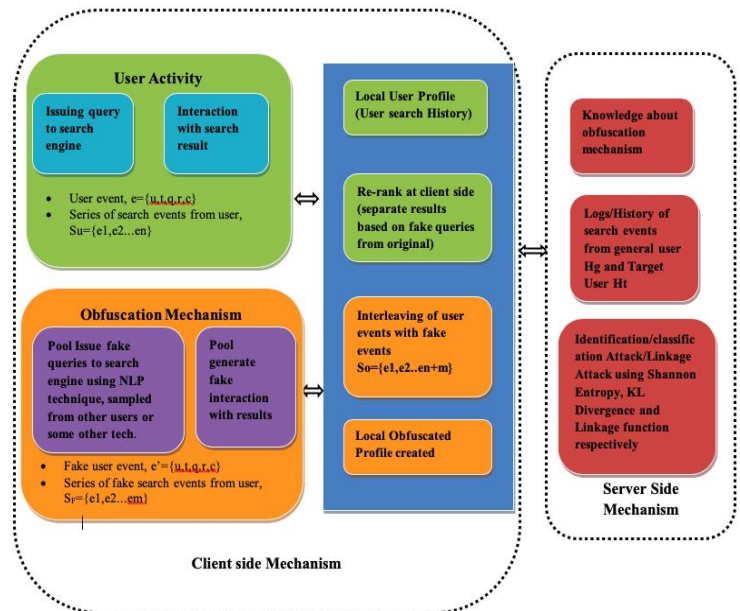 User Activity
Issuing query
to search
engine
Interaction
with search
result
• User event, e={u,t,q,r,c}
• Series of search events from user,
Su={e1,e2...en}
Obfuscation Mechanism
Pool Issue fake
queries to search
engine using NLP
technique, sampled
from other users or
some other tech.
Pool
generate
fake
interaction
with results
• Fake user event, e’={u,t,q,r,c}
• Series of fake search events from user,
SF={e1,e2...em}
Local User Profile
(User search History)
Re-rank at client side
(separate results
based on fake queries
from original)
Interleaving of user
events with fake
events
So={e1,e2..en+m}
Local Obfuscated
Profile created
Client side Mechanism
Knowledge about
obfuscation
mechanism
Logs/History of
search events
from general user
Hg and Target
User Ht
Identification/classific
ation Attack/Linkage
Attack using Shannon
Entropy, KL
Divergence and
Linkage function
respectively
Server Side
Mechanism